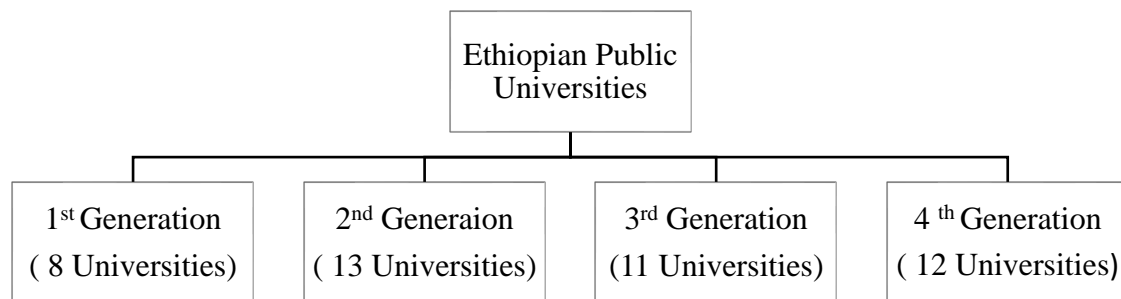 Ethiopian Public
Universities
1st Generation
( 8 Universities)
2nd Generaion
( 13 Universities)
3rd Generation
(11 Universities)
4 th Generation
( 12 Universities)